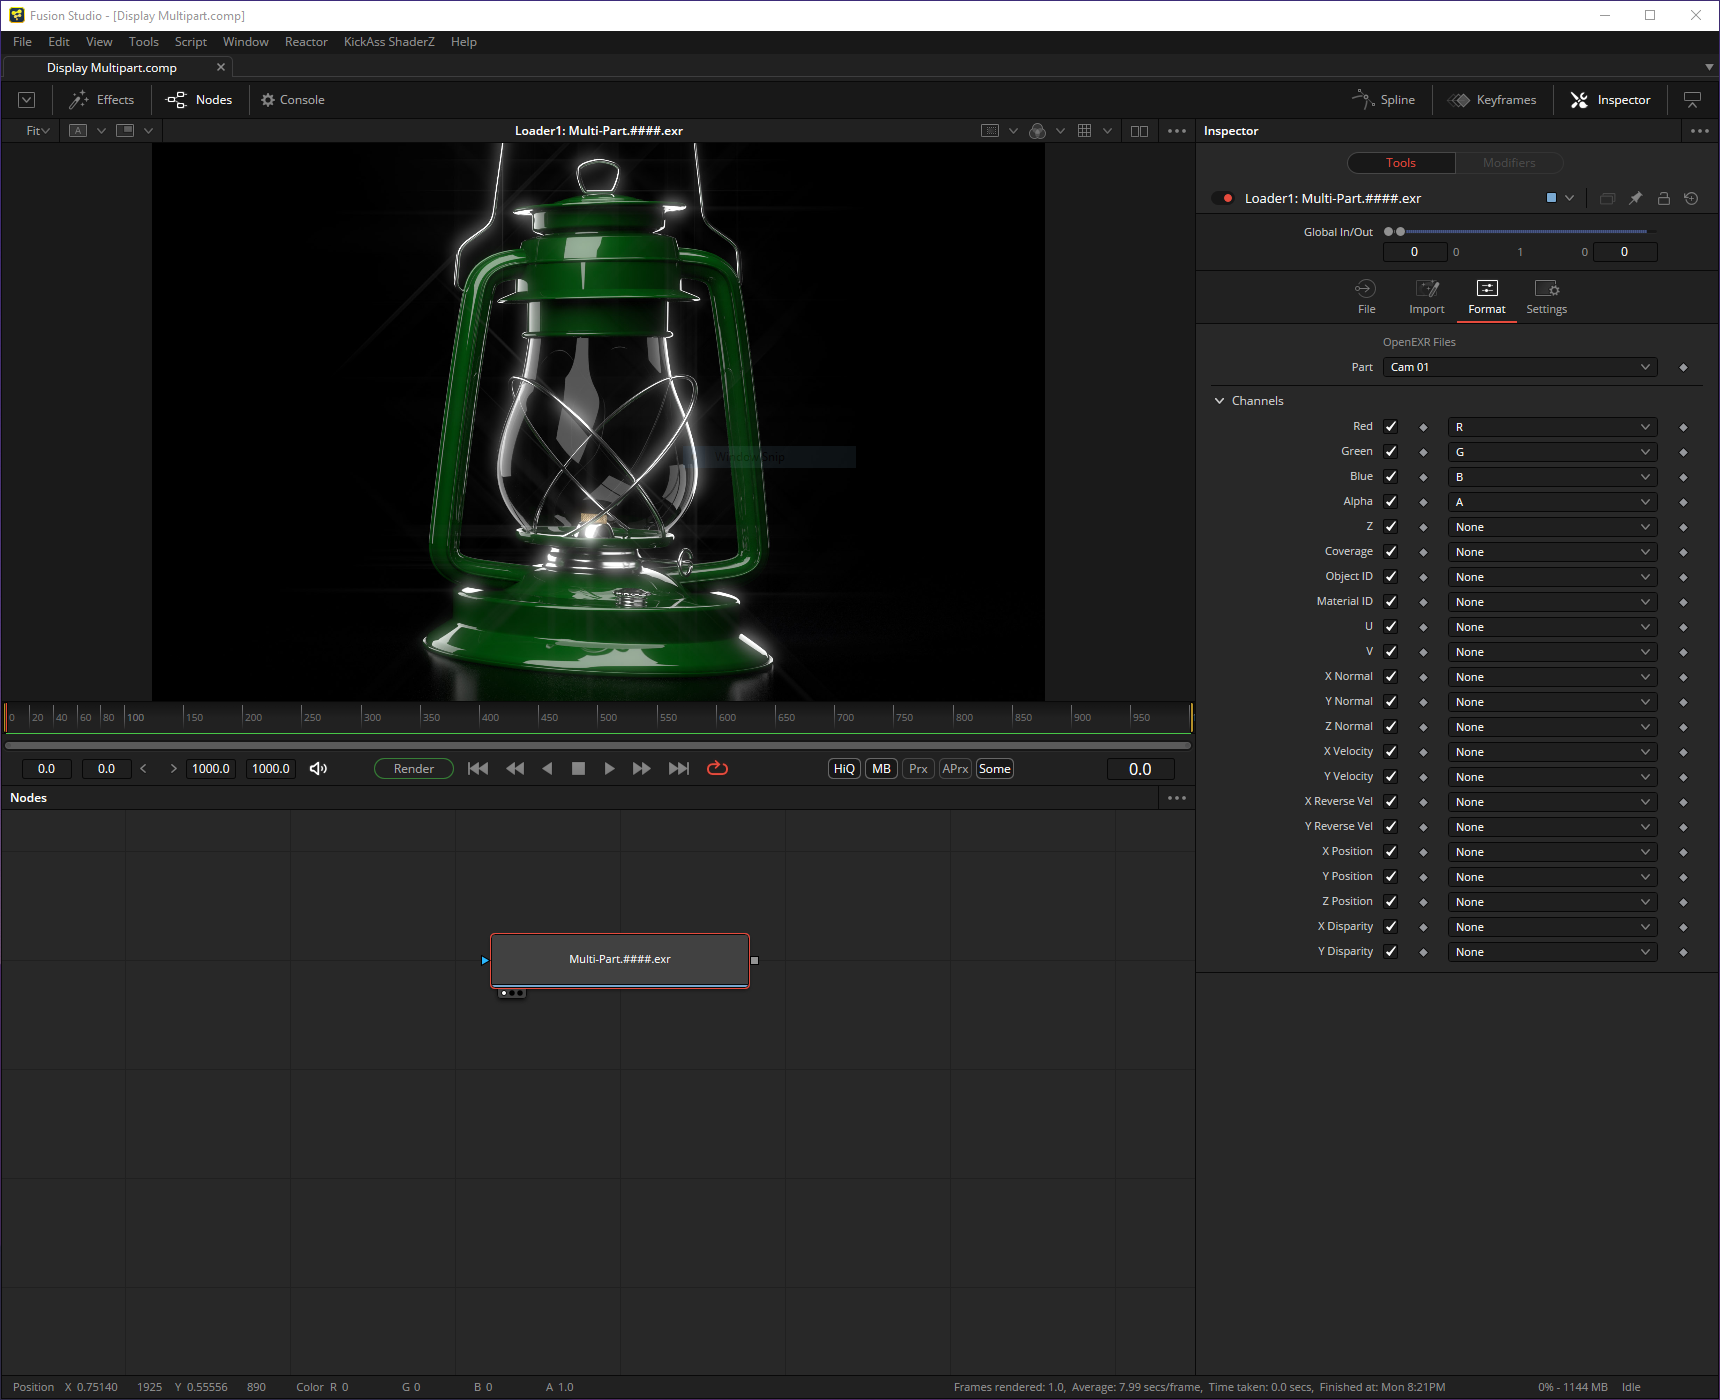 Fusion Studio - [Display Multipart.comp]
File Edit View Tools Script Window Reactor KickAss ShaderZ Help
Display Multipart.comp
Effects Nodes Console Spline Keyframes Inspector
Fit A Loader1: Multi-Part.####.exr
Inspector
Tools Modifiers
Loader1: Multi-Part.####.exr
Global In/Out
0 0 1 0 0
File Import Format Settings
OpenEXR Files
Part Cam 01
Channels
Red R
Green G
Blue B
Alpha A
Z None
Coverage None
Object ID None
Material ID None
U None
V None
X Normal None
Y Normal None
Z Normal None
X Velocity None
Y Velocity None
X Reverse Vel None
Y Reverse Vel None
X Position None
Y Position None
Z Position None
X Disparity None
Y Disparity None
Window Snip
0 20 40 60 80 100 150 200 250 300 350 400 450 500 550 600 650 700 750 800 850 900 950
0.0 0.0 1000.0 1000.0 Render HiQ MB Prx APrx Some 0.0
Nodes
Multi-Part.####.exr
Position X 0.75140 1925 Y 0.55556 890 Color R 0 G 0 B 0 A 1.0 Frames rendered: 1.0, Average: 7.99 secs/frame, Time taken: 0.0 secs, Finished at: Mon 8:21PM 0% - 1144 MB Idle